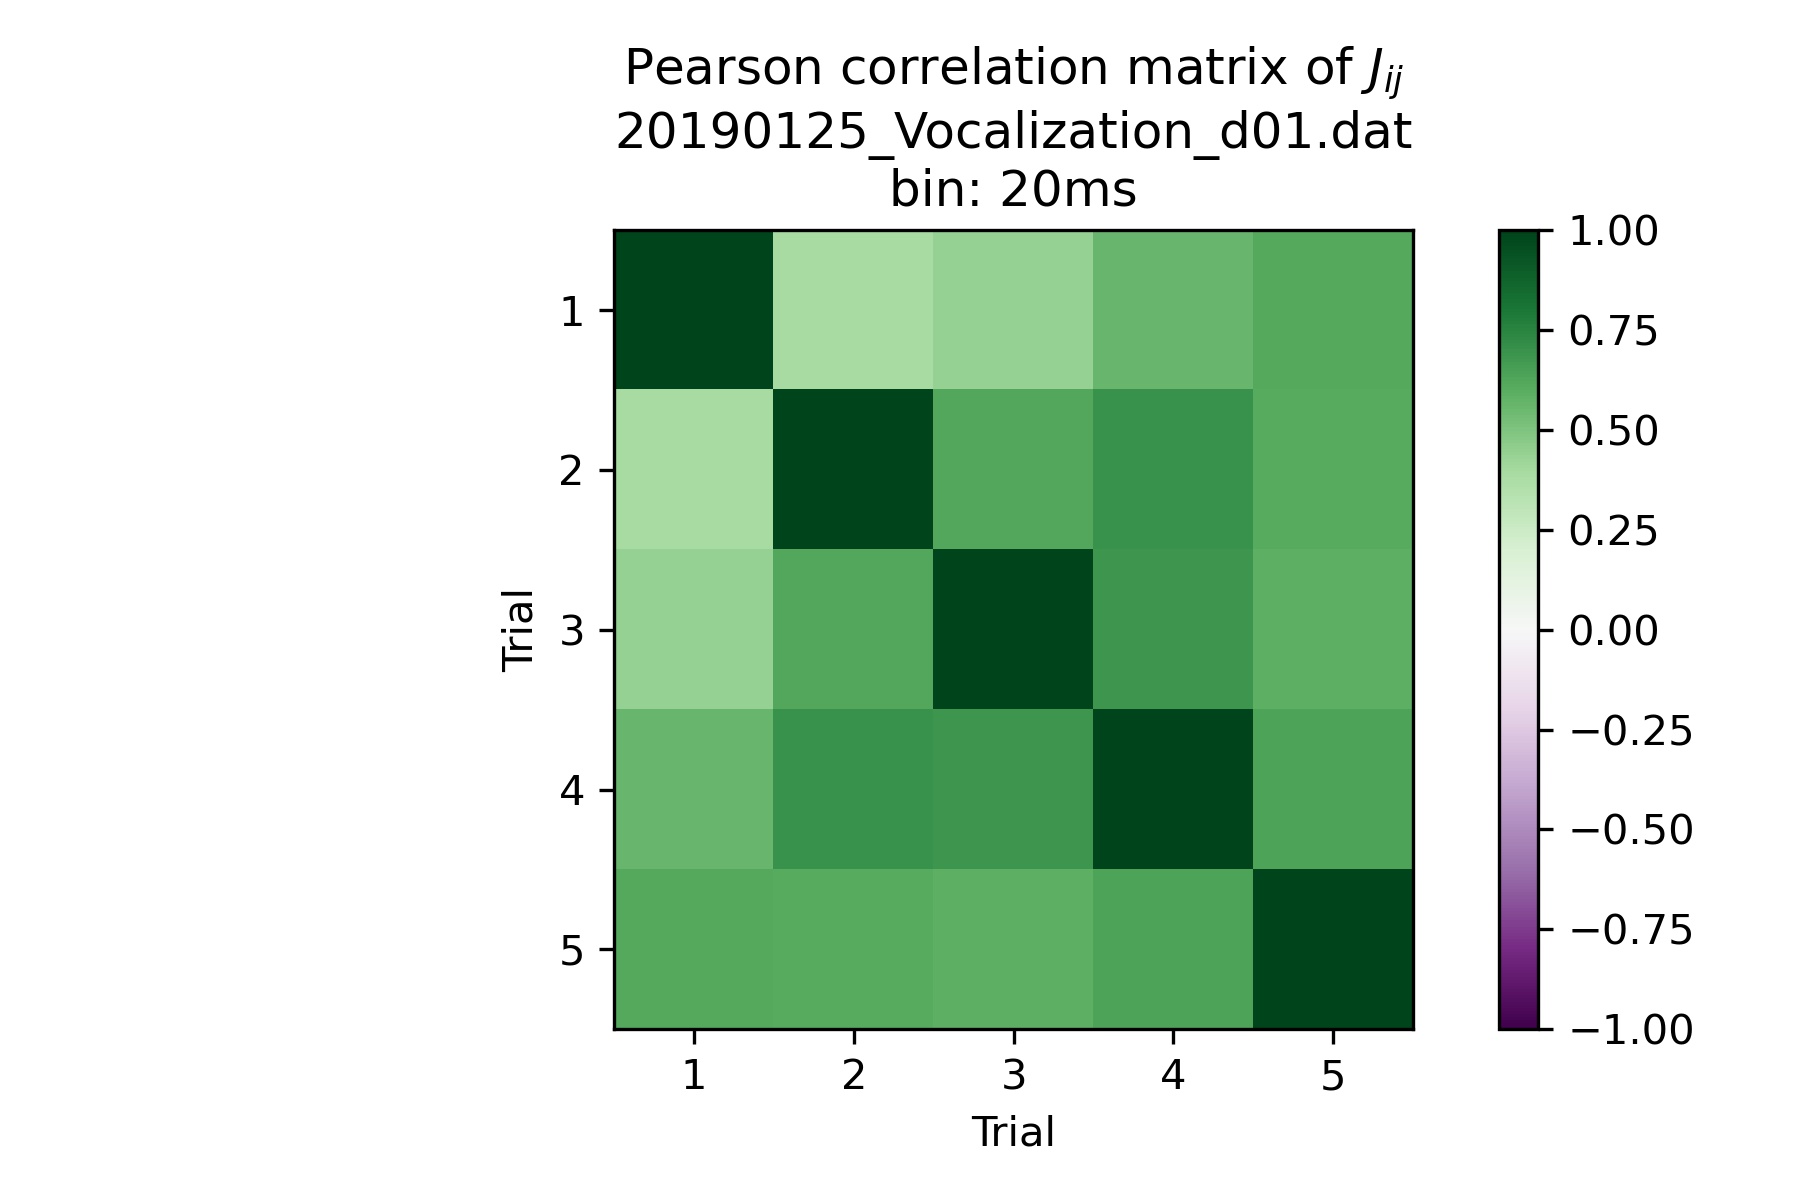 Pearson correlation matrix of J_ij
20190125_Vocalization_d01.dat
bin: 20ms
1
2
3
4
5
Trial
1 2 3 4 5
Trial
1.00
0.75
0.50
0.25
0.00
−0.25
−0.50
−0.75
−1.00